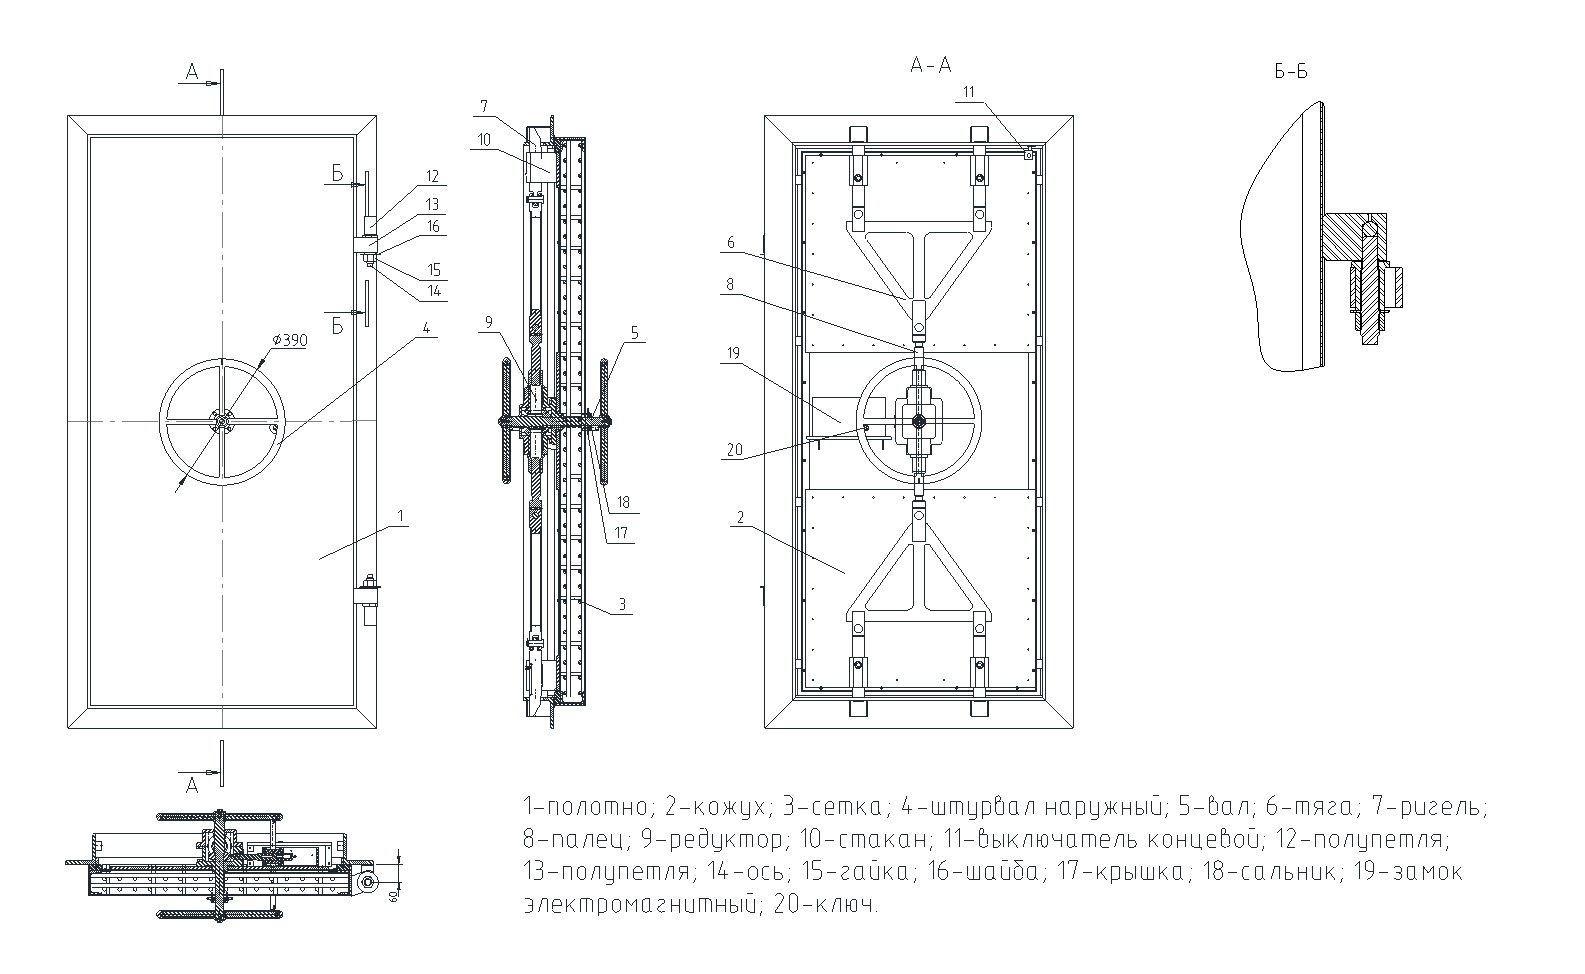 А
А-А
Б-Б
11
7
10
Б
12
13
16
15
14
Б
⌀390
4
9
5
6
8
19
20
18
17
1
2
3
А
60
1-полотно; 2-кожух; 3-сетка; 4-штурвал наружный; 5-вал; 6-тяга; 7-ригель;
8-палец; 9-редуктор; 10-стакан; 11-выключатель концевой; 12-полупетля;
13-полупетля; 14-ось; 15-гайка; 16-шайба; 17-крышка; 18-сальник; 19-замок
электромагнитный; 20-ключ.